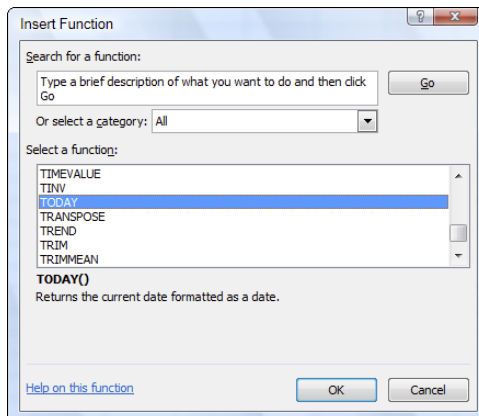 Insert Function
?
x
Search for a function:
Type a brief description of what you want to do and then click
Go
Go
Or select a category: All
Select a function:
TIMEVALUE
TINV
TODAY
TRANSPOSE
TREND
TRIM
TRIMMEAN
TODAY()
Returns the current date formatted as a date.
Help on this function
OK
Cancel